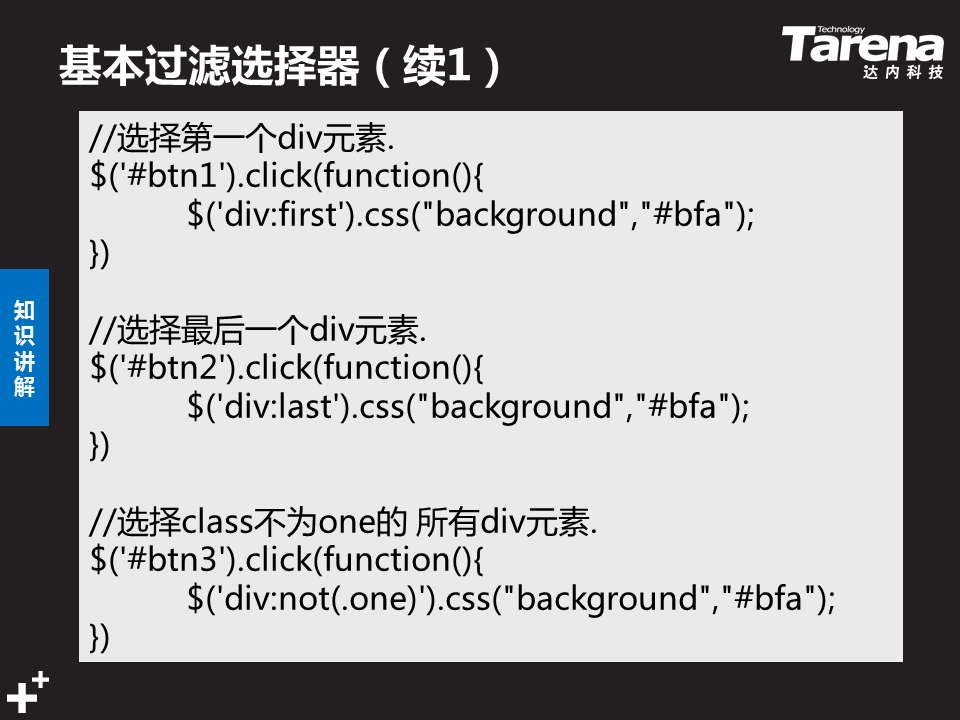 基本过滤选择器（续1）
Technology
Tarena
达内科技
//选择第一个div元素.
$('#btn1').click(function(){
$('div:first').css("background","#bfa");
})
//选择最后一个div元素.
$('#btn2').click(function(){
$('div:last').css("background","#bfa");
})
//选择class不为one的 所有div元素.
$('#btn3').click(function(){
$('div:not(.one)').css("background","#bfa");
})
知
识
讲
解